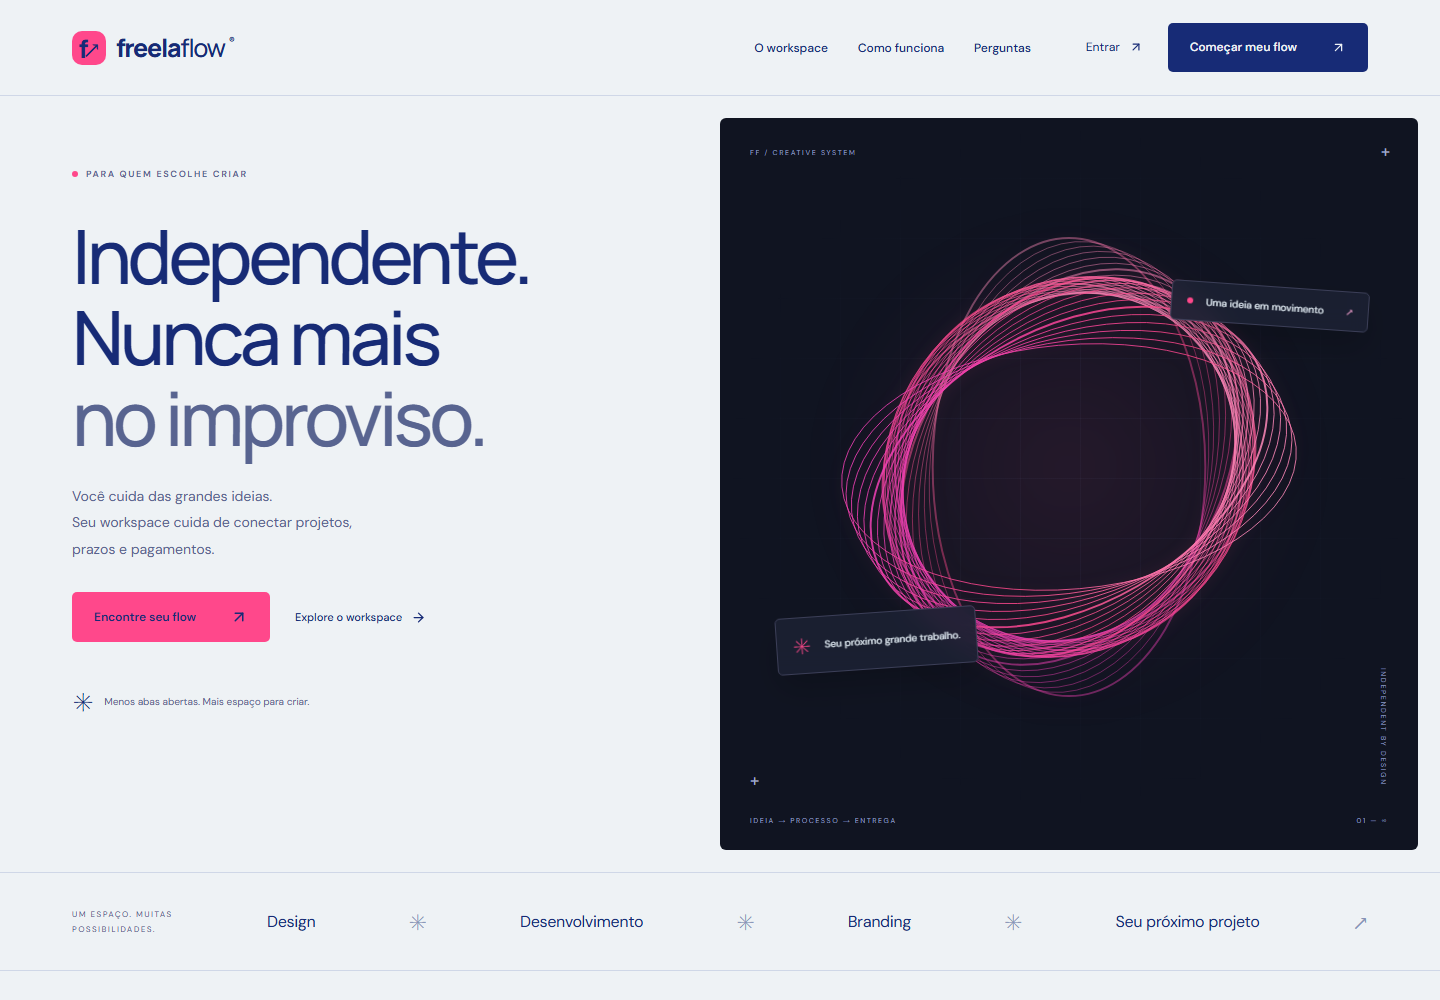 freelaflow®
O workspace
Como funciona
Perguntas
Entrar
Começar meu flow
PARA QUEM ESCOLHE CRIAR
Independente.
Nunca mais
no improviso.
Você cuida das grandes ideias.
Seu workspace cuida de conectar projetos,
prazos e pagamentos.
Encontre seu flow
Explore o workspace
Menos abas abertas. Mais espaço para criar.
FF / CREATIVE SYSTEM
Uma ideia em movimento
Seu próximo grande trabalho.
INDEPENDENT BY DESIGN
IDEIA → PROCESSO → ENTREGA
01 — ∞
UM ESPAÇO. MUITAS
POSSIBILIDADES.
Design
Desenvolvimento
Branding
Seu próximo projeto